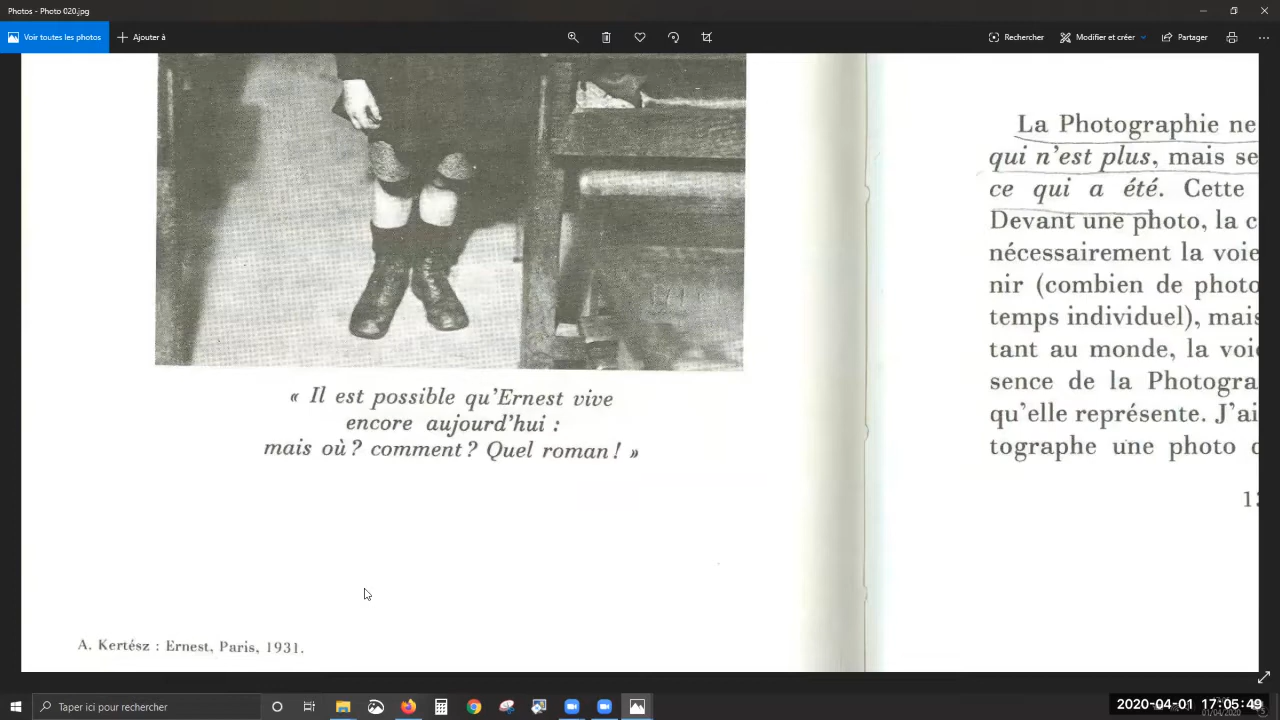 Photos - Photo 020.jpg
Voir toutes les photos
Ajouter à
Rechercher
Modifier et créer
Partager
« Il est possible qu'Ernest vive
encore aujourd'hui :
mais où ? comment ? Quel roman ! »
A. Kertész : Ernest, Paris, 1931.
La Photographie ne
qui n'est plus, mais se
ce qui a été. Cette
Devant une photo, la c
nécessairement la voie
nir (combien de photo
temps individuel), mais
tant au monde, la voi
sence de la Photogra
qu'elle représente. J'ai
tographe une photo d
Taper ici pour rechercher
2020-04-01 17:05:49
01/04/2020